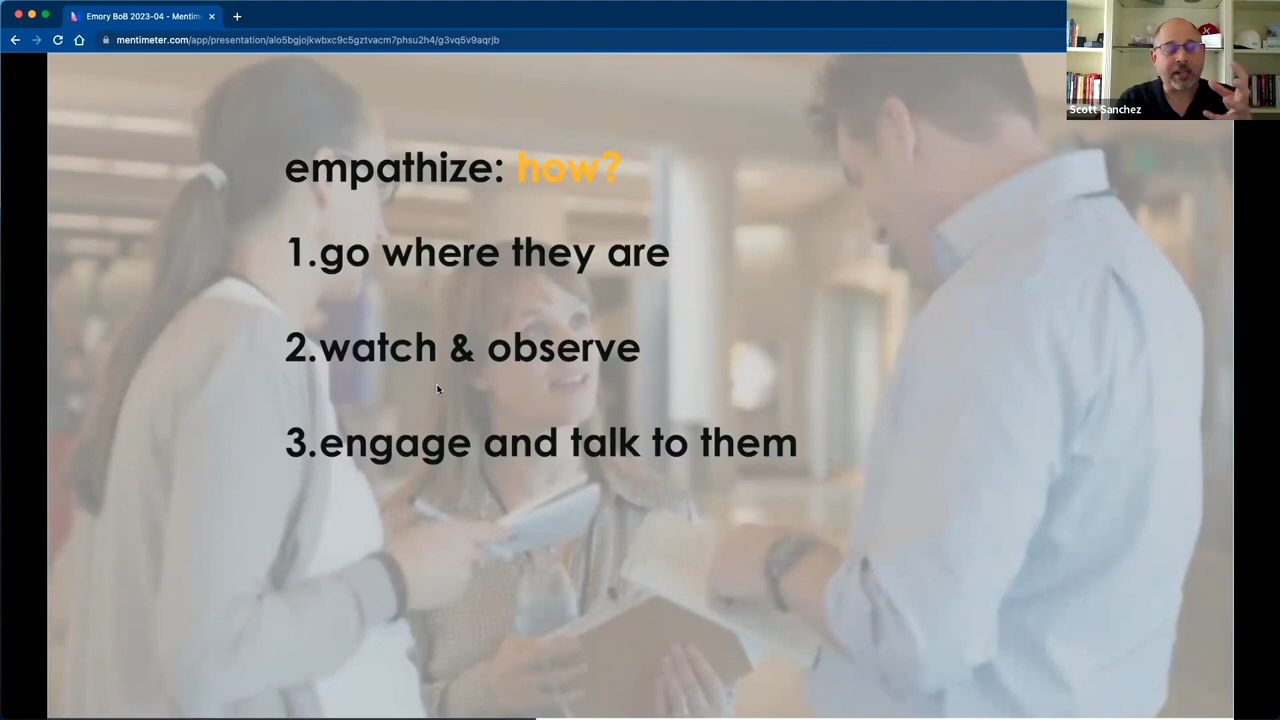 Emory BoB 2023-04 - Mentim
mentimeter.com/app/presentation/alo5bgjojkwbxc9c5gztvacm7phsu2h4/g3vq5v9aqrjb
Scott Sanchez
empathize: how?
1.go where they are
2.watch & observe
3.engage and talk to them